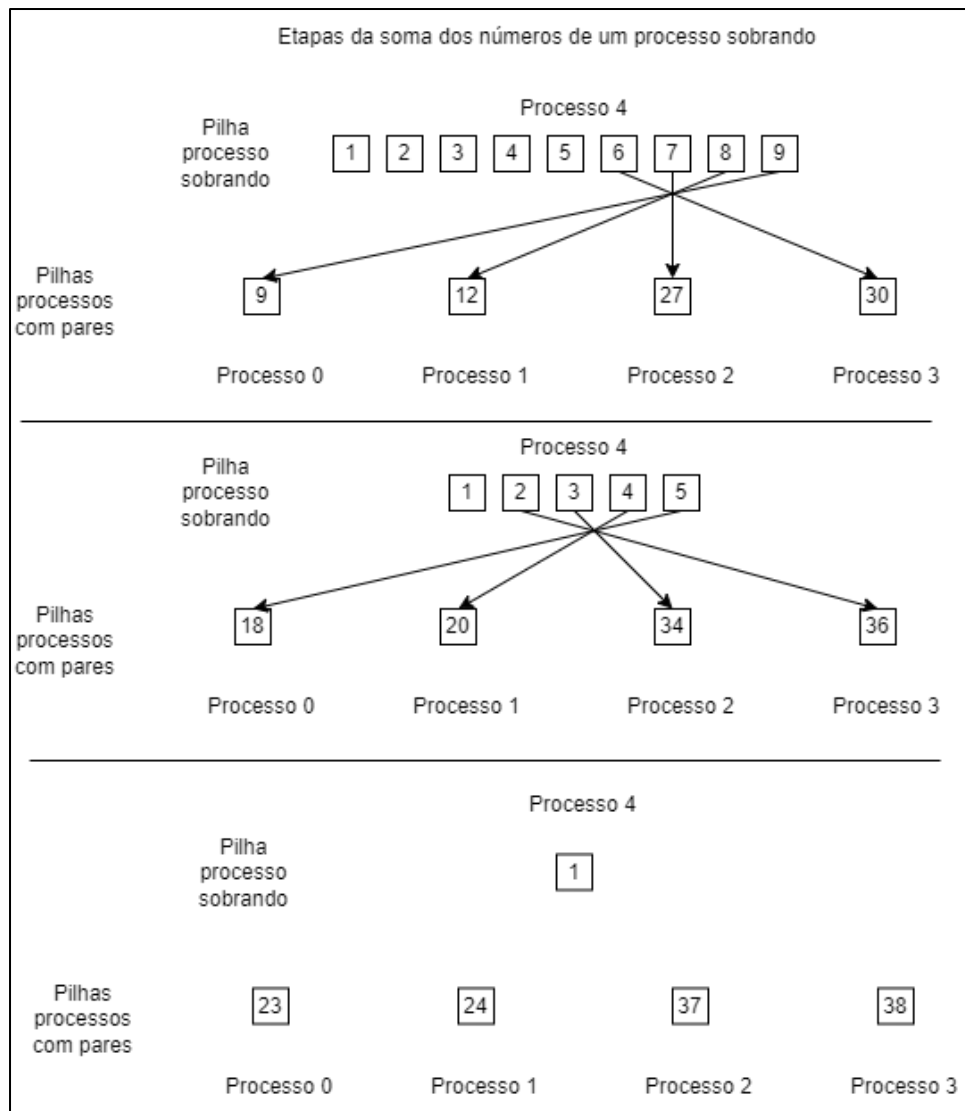 Etapas da soma dos números de um processo sobrando
Processo 4
Pilha
processo
sobrando
1 2 3 4 5 6 7 8 9
Pilhas
processos
com pares
9 12 27 30
Processo 0 Processo 1 Processo 2 Processo 3
Processo 4
Pilha
processo
sobrando
1 2 3 4 5
Pilhas
processos
com pares
18 20 34 36
Processo 0 Processo 1 Processo 2 Processo 3
Processo 4
Pilha
processo
sobrando
1
Pilhas
processos
com pares
23 24 37 38
Processo 0 Processo 1 Processo 2 Processo 3